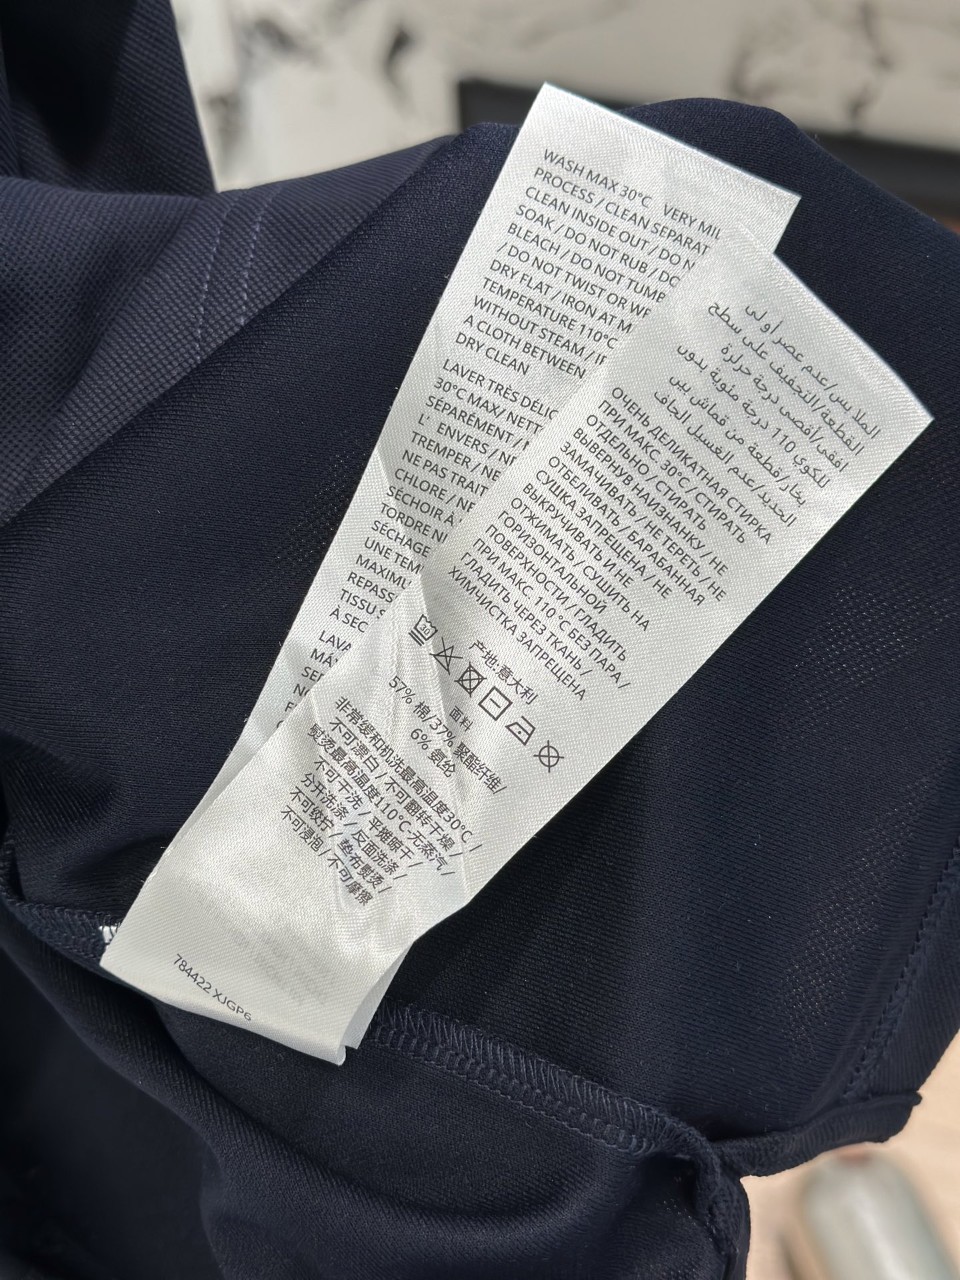 WASH MAX 30°C VERY MIL
PROCESS / CLEAN SEPARAT
CLEAN INSIDE OUT / DO N
SOAK / DO NOT RUB / DO
BLEACH / DO NOT TUMB
/ DO NOT TWIST OR WR
DRY FLAT / IRON AT M
TEMPERATURE 110°C
WITHOUT STEAM / IR
A CLOTH BETWEEN
DRY CLEAN
LAVER TRÈS DÉLIC
30°C MAX/ NETT
SÉPARÉMENT / N
L' ENVERS / NE
TREMPER / NE
NE PAS TRAIT
CHLORE / NE
SÉCHOIR À
TORDRE NI
SÉCHAGE
UNE TEM
MAXIMU
REPASS
TISSU S
À SEC
LAVA
MÁ
SE
N
F
الملابس/عدم عصر أو لي
القطعة/التجفيف على سطح
افقي/أقصى درجة حرارة
للكوي 110 درجة مئوية بدون
بخار/قطعة من قماش بين
الحديد/عدم الغسيل الجاف
ОЧЕНЬ ДЕЛИКАТНАЯ СТИРКА
ПРИ МАКС. 30°C / СТИРАТЬ
ОТДЕЛЬНО / СТИРАТЬ
ВЫВЕРНУВ НАИЗНАНКУ / НЕ
ЗАМАЧИВАТЬ / НЕ ТЕРЕТЬ / НЕ
ОТБЕЛИВАТЬ / БАРАБАННАЯ
СУШКА ЗАПРЕЩЕНА / НЕ
ВЫКРУЧИВАТЬ И НЕ
ОТЖИМАТЬ / СУШИТЬ НА
ГОРИЗОНТАЛЬНОЙ
ПОВЕРХНОСТИ / ГЛАДИТЬ
ПРИ МАКС. 110 °C БЕЗ ПАРА /
ГЛАДИТЬ ЧЕРЕЗ ТКАНЬ /
ХИМЧИСТКА ЗАПРЕЩЕНА
产地:意大利
30
面料
57% 棉/37% 聚酯纤维/
6% 氨纶
非常缓和机洗最高温度30°C /
不可漂白 / 不可翻转干燥 /
熨烫最高温度110°C-无蒸汽 /
不可干洗 / 平摊晾干 /
分开洗涤 / 反面洗涤 /
不可绞拧 / 垫布熨烫 /
不可浸泡 / 不可摩擦
784422 XJGP6